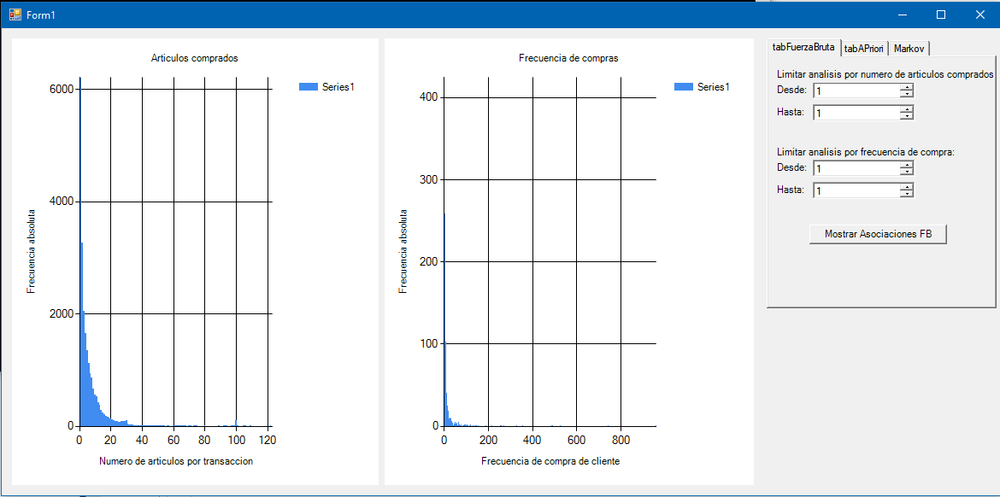 Form1
Articulos comprados
Series1
6000
4000
2000
0
Frecuencia absoluta
0 20 40 60 80 100 120
Numero de articulos por transaccion
Frecuencia de compras
Series1
400
300
200
100
0
Frecuencia absoluta
0 200 400 600 800
Frecuencia de compra de cliente
tabFuerzaBruta tabAPriori Markov
Limitar analisis por numero de articulos comprados
Desde: 1
Hasta: 1
Limitar analisis por frecuencia de compra:
Desde: 1
Hasta: 1
Mostrar Asociaciones FB